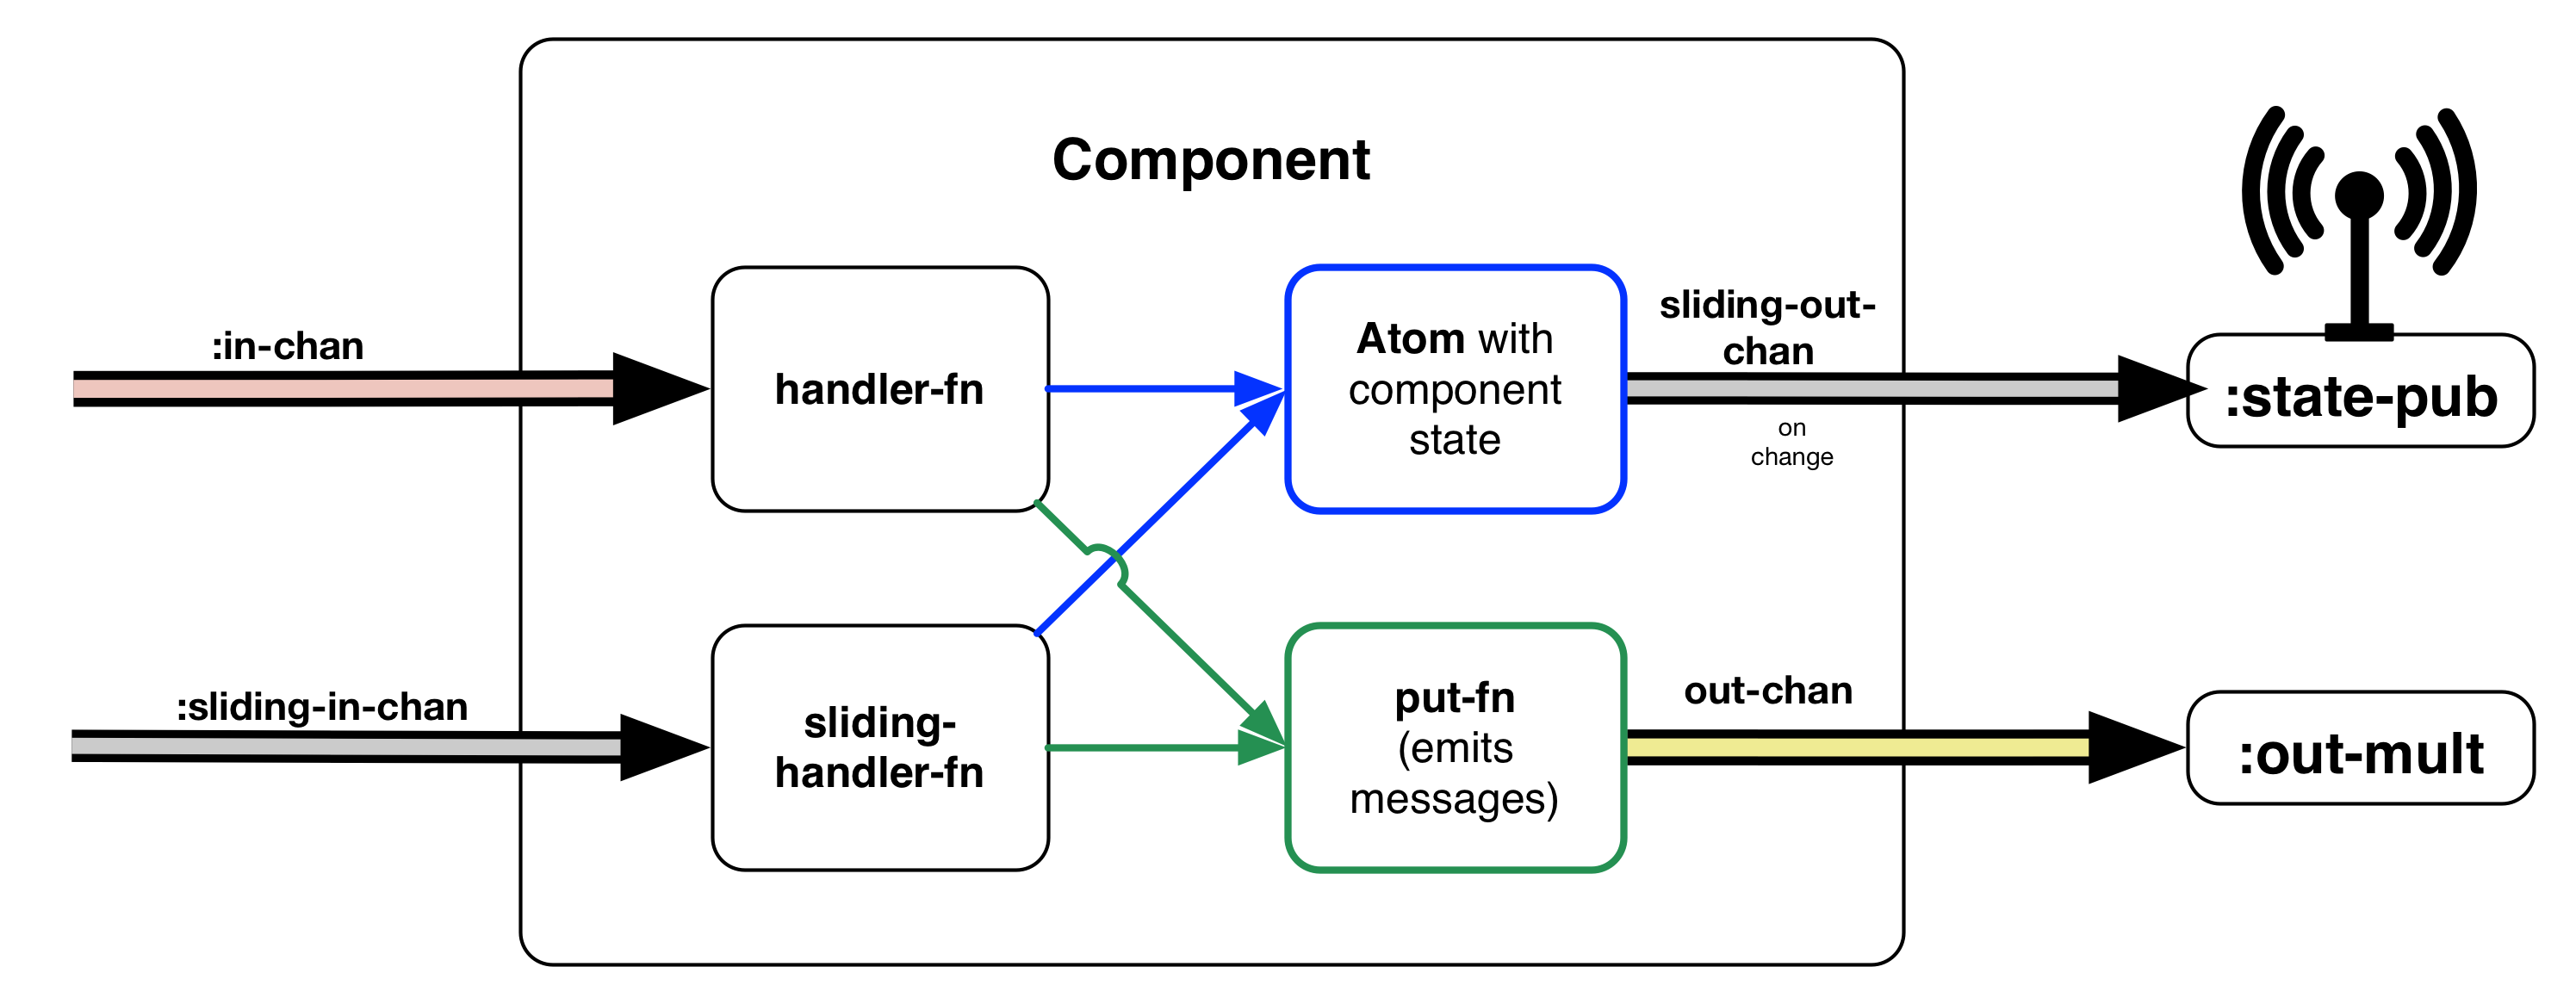 Component
:in-chan
handler-fn
Atom with
component
state
sliding-out-
chan
on
change
:state-pub
:sliding-in-chan
sliding-
handler-fn
put-fn
(emits
messages)
out-chan
:out-mult